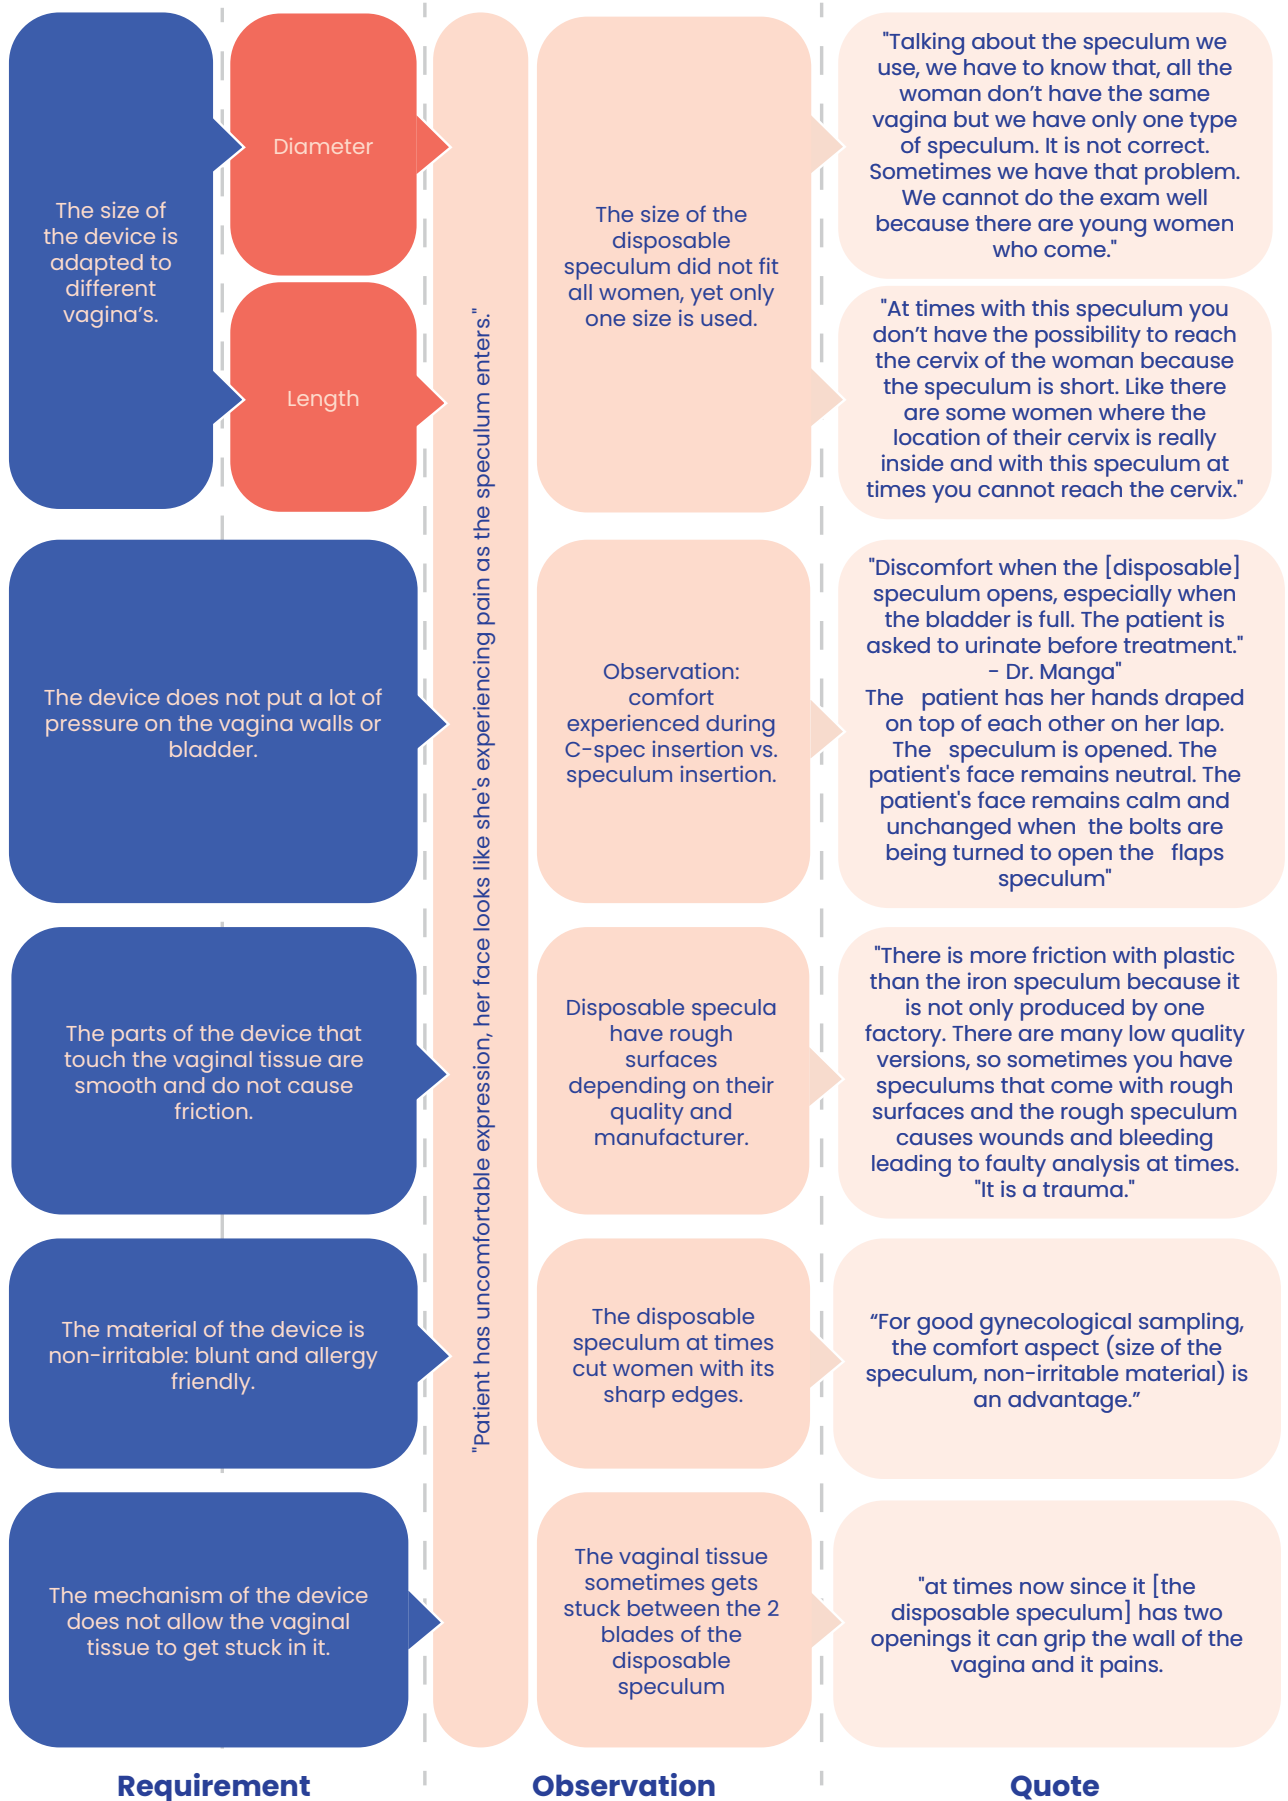 The size of
the device is
adapted to
different
vagina’s.
Diameter
Length
"Patient has uncomfortable expression, her face looks like she's experiencing pain as the speculum enters."
The size of the
disposable
speculum did not fit
all women, yet only
one size is used.
"Talking about the speculum we
use, we have to know that, all the
woman don’t have the same
vagina but we have only one type
of speculum. It is not correct.
Sometimes we have that problem.
We cannot do the exam well
because there are young women
who come."
"At times with this speculum you
don’t have the possibility to reach
the cervix of the woman because
the speculum is short. Like there
are some women where the
location of their cervix is really
inside and with this speculum at
times you cannot reach the cervix."
The device does not put a lot of
pressure on the vagina walls or
bladder.
Observation:
comfort
experienced during
C-spec insertion vs.
speculum insertion.
"Discomfort when the [disposable]
speculum opens, especially when
the bladder is full. The patient is
asked to urinate before treatment."
- Dr. Manga"
The patient has her hands draped
on top of each other on her lap.
The speculum is opened. The
patient's face remains neutral. The
patient's face remains calm and
unchanged when the bolts are
being turned to open the flaps
speculum"
The parts of the device that
touch the vaginal tissue are
smooth and do not cause
friction.
Disposable specula
have rough
surfaces
depending on their
quality and
manufacturer.
"There is more friction with plastic
than the iron speculum because it
is not only produced by one
factory. There are many low quality
versions, so sometimes you have
speculums that come with rough
surfaces and the rough speculum
causes wounds and bleeding
leading to faulty analysis at times.
"It is a trauma."
The material of the device is
non-irritable: blunt and allergy
friendly.
The disposable
speculum at times
cut women with its
sharp edges.
“For good gynecological sampling,
the comfort aspect (size of the
speculum, non-irritable material) is
an advantage.”
The mechanism of the device
does not allow the vaginal
tissue to get stuck in it.
The vaginal tissue
sometimes gets
stuck between the 2
blades of the
disposable
speculum
"at times now since it [the
disposable speculum] has two
openings it can grip the wall of the
vagina and it pains.
Requirement
Observation
Quote